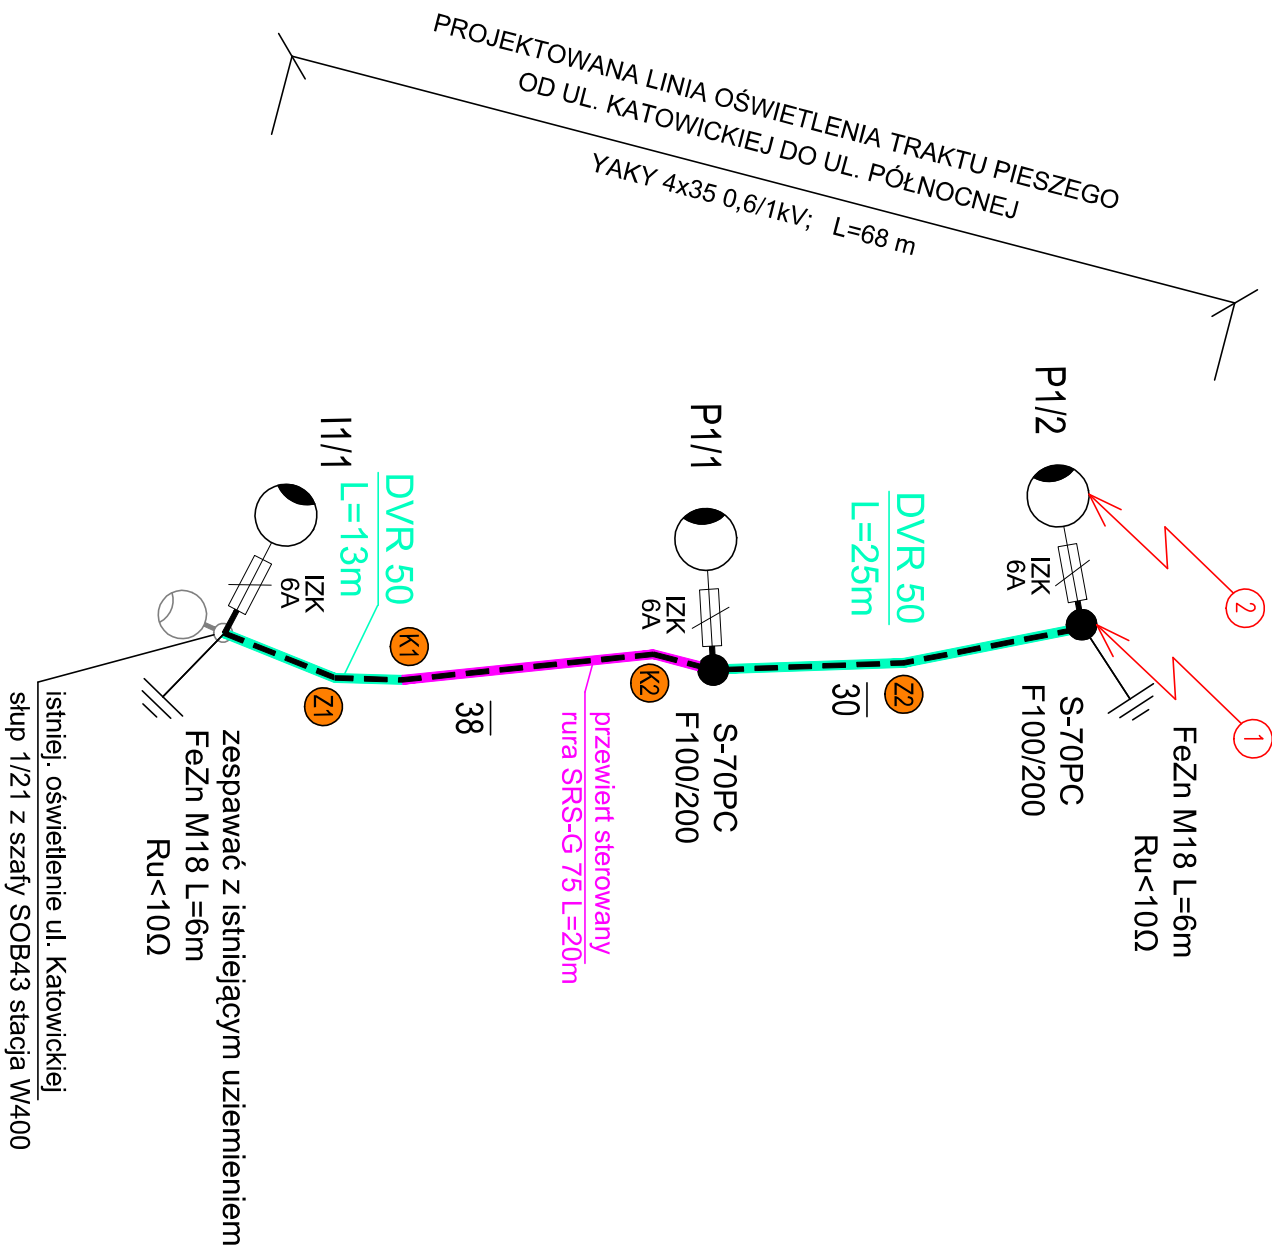 PROJEKTOWANA LINIA OŚWIETLENIA TRAKTU PIESZEGO
OD UL. KATOWICKIEJ DO UL. PÓŁNOCNEJ
YAKY 4x35 0,6/1kV; L=68 m
P1/2
IZK
6A
2
1
S-70PC
F100/200
FeZn M18 L=6m
Ru<10Ω
DVR 50
L=25m
Z2
30
P1/1
IZK
6A
K2
S-70PC
F100/200
przewiert sterowany
rura SRS-G 75 L=20m
38
K1
I1/1
DVR 50
L=13m
IZK
6A
Z1
zespawać z istniejącym uziemieniem
FeZn M18 L=6m
Ru<10Ω
istniej. oświetlenie ul. Katowickiej
słup 1/21 z szafy SOB43 stacja W400